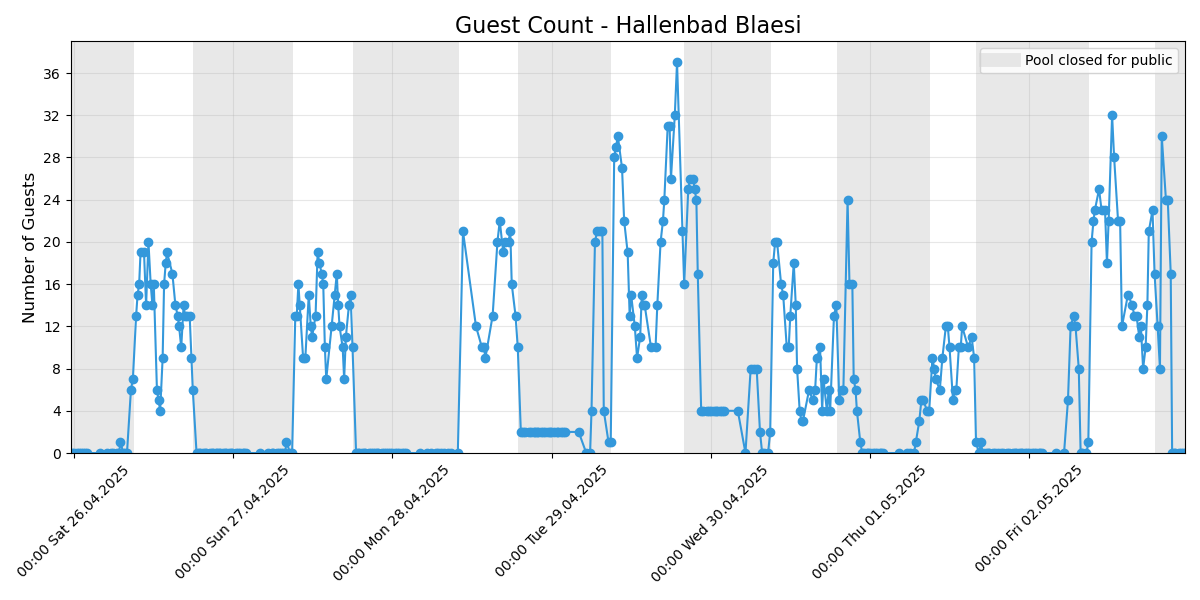 Guest Count - Hallenbad Blaesi
Pool closed for public
Number of Guests
36
32
28
24
20
16
12
8
4
0
00:00 Sat 26.04.2025
00:00 Sun 27.04.2025
00:00 Mon 28.04.2025
00:00 Tue 29.04.2025
00:00 Wed 30.04.2025
00:00 Thu 01.05.2025
00:00 Fri 02.05.2025